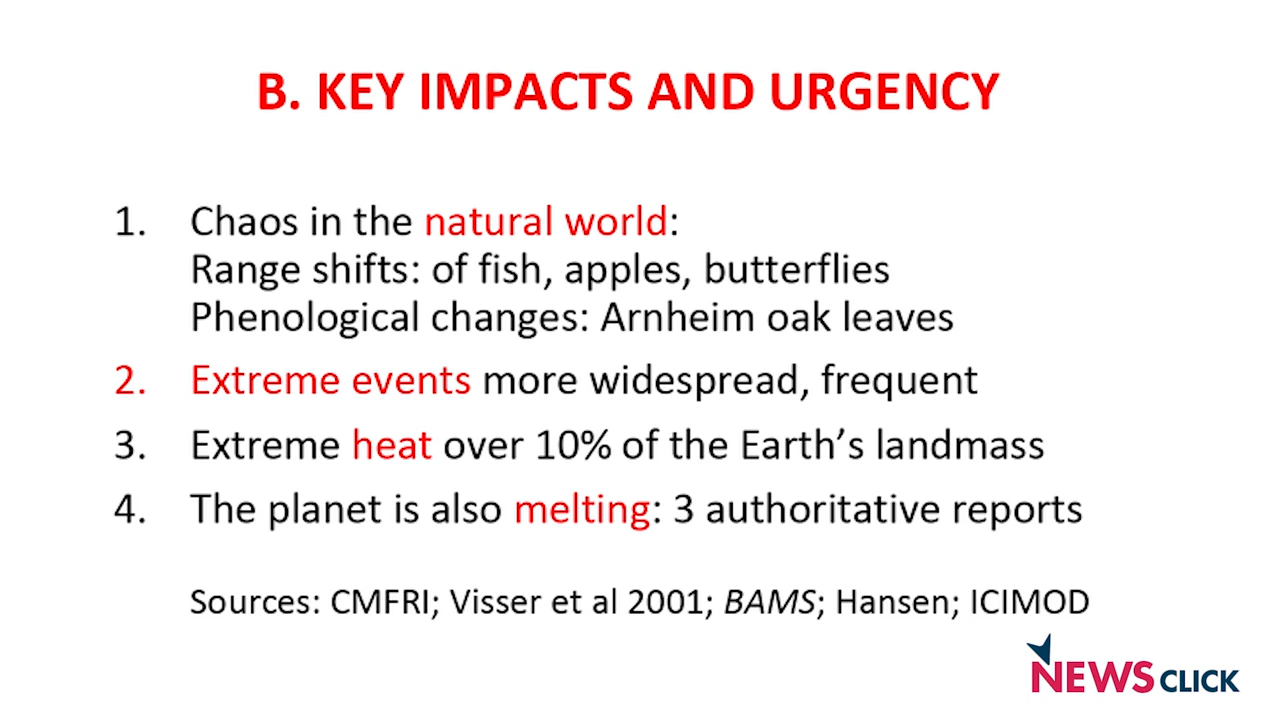 B. KEY IMPACTS AND URGENCY
1. Chaos in the natural world:
Range shifts: of fish, apples, butterflies
Phenological changes: Arnheim oak leaves
2. Extreme events more widespread, frequent
3. Extreme heat over 10% of the Earth's landmass
4. The planet is also melting: 3 authoritative reports
Sources: CMFRI; Visser et al 2001; BAMS; Hansen; ICIMOD
NEWS CLICK